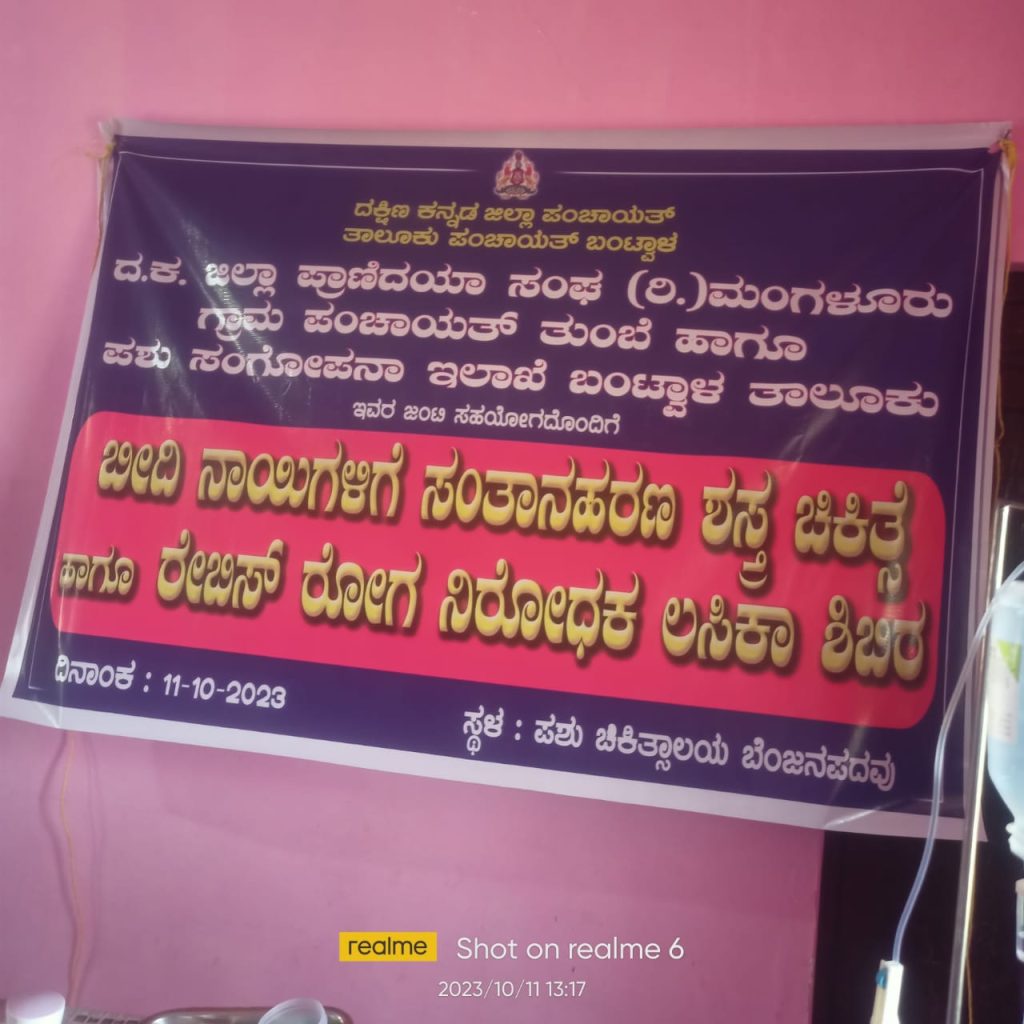 ದಕ್ಷಿಣ ಕನ್ನಡ ಜಿಲ್ಲಾ ಪಂಚಾಯತ್
ತಾಲೂಕು ಪಂಚಾಯತ್ ಬಂಟ್ವಾಳ
ದ.ಕ. ಜಿಲ್ಲಾ ಪ್ರಾಣಿದಯಾ ಸಂಘ (ರಿ.)ಮಂಗಳೂರು
ಗ್ರಾಮ ಪಂಚಾಯತ್ ತುಂಬೆ ಹಾಗೂ
ಪಶು ಸಂಗೋಪನಾ ಇಲಾಖೆ ಬಂಟ್ವಾಳ ತಾಲೂಕು
ಇವರ ಜಂಟಿ ಸಹಯೋಗದೊಂದಿಗೆ
ಬೀದಿ ನಾಯಿಗಳಿಗೆ ಸಂತಾನಹರಣ ಶಸ್ತ್ರ ಚಿಕಿತ್ಸೆ
ಹಾಗೂ ರೇಬಿಸ್ ರೋಗ ನಿರೋಧಕ ಲಸಿಕಾ ಶಿಬಿರ
ದಿನಾಂಕ : 11-10-2023
ಸ್ಥಳ : ಪಶು ಚಿಕಿತ್ಸಾಲಯ ಬೆಂಜನಪದವು
realme Shot on realme 6
2023/10/11 13:17